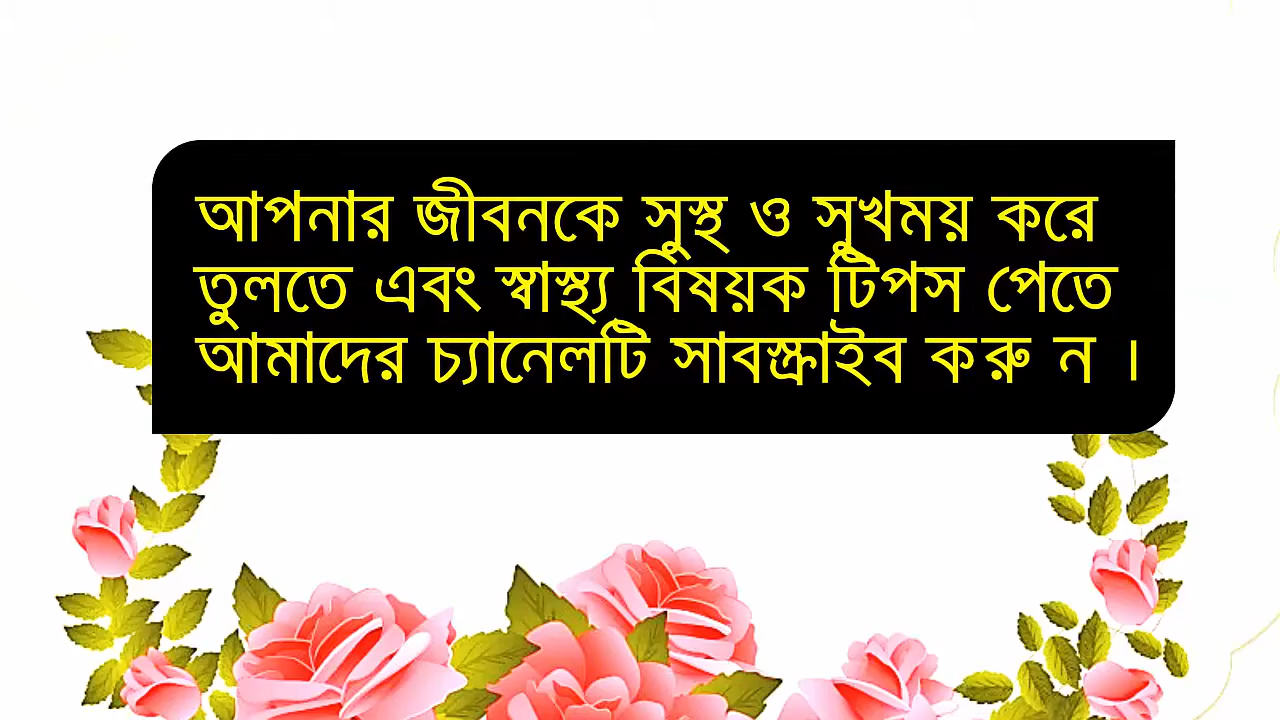 আপনার জীবনকে সুস্থ ও সুখময় করে
তুলতে এবং স্বাস্থ্য বিষয়ক টিপস পেতে
আমাদের চ্যানেলটি সাবস্ক্রাইব করু ন ।